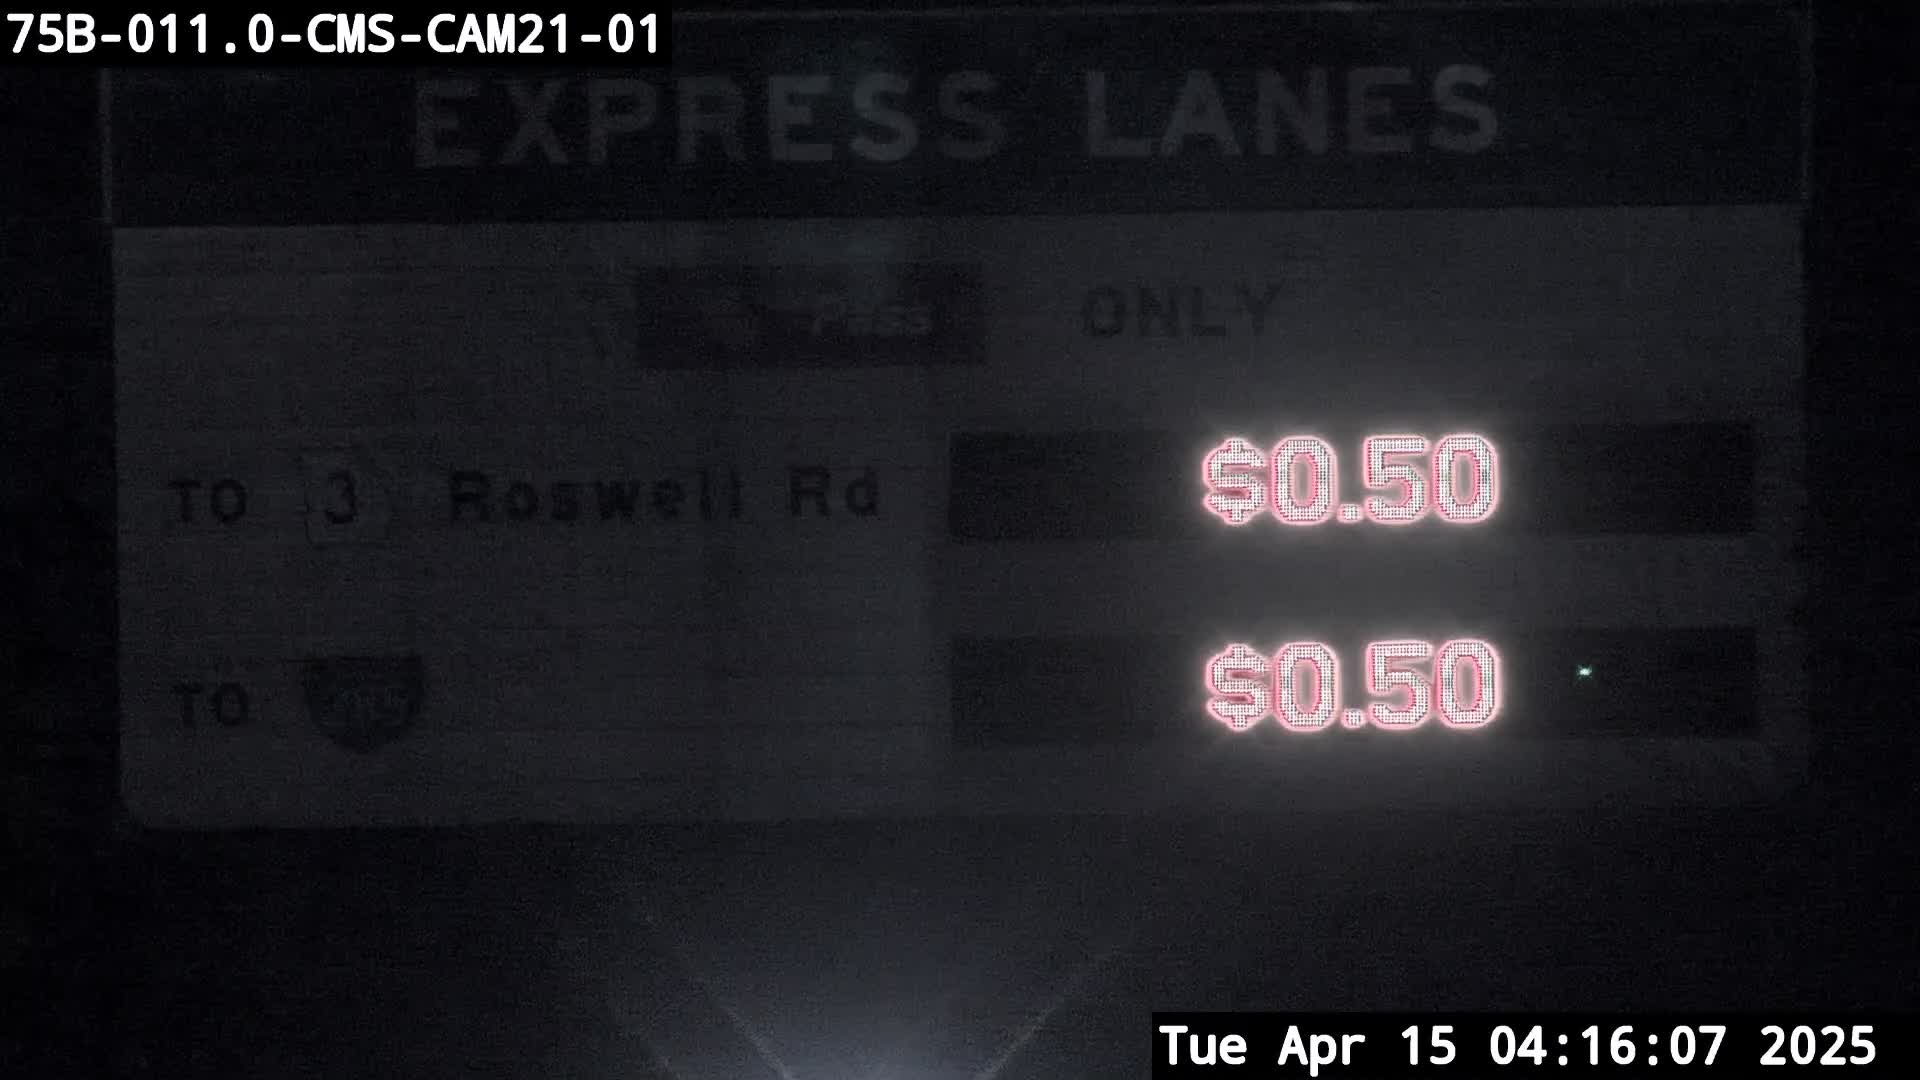 75B-011.0-CMS-CAM21-01
EXPRESS LANES
Pass ONLY
TO 3 Roswell Rd $0.50
TO $0.50
Tue Apr 15 04:16:07 2025